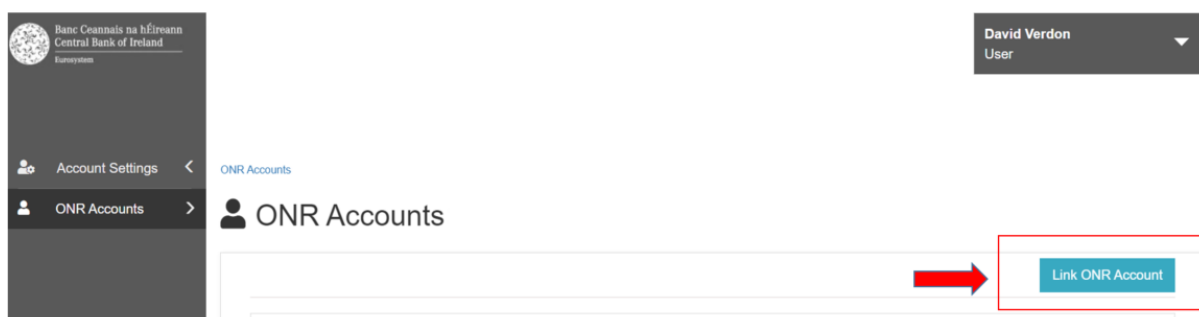 Banc Ceannais na hÉireann
Central Bank of Ireland
Eurosystem
David Verdon
User
Account Settings
ONR Accounts
ONR Accounts
ONR Accounts
Link ONR Account